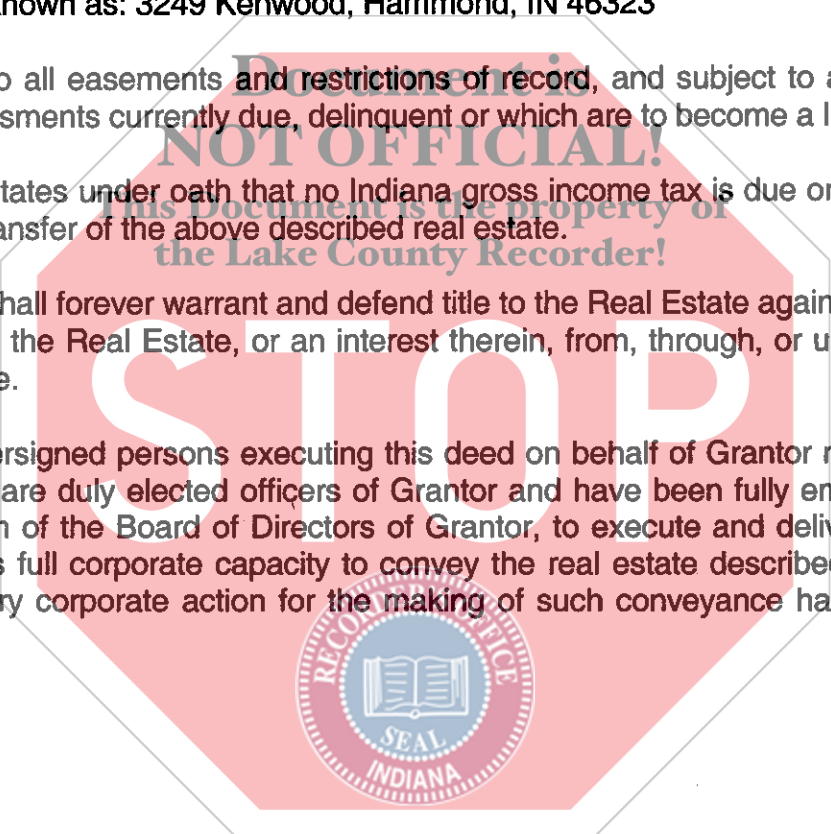 known as: 3249 Kenwood, Hammond, IN 46323
o all easements and restrictions of record, and subject to a
Document is
sments currently due, delinquent or which are to become a l
NOT OFFICIAL!
tates under oath that no Indiana gross income tax is due or
This Document is the property of
ansfer of the above described real estate.
the Lake County Recorder!
hall forever warrant and defend title to the Real Estate again
the Real Estate, or an interest therein, from, through, or u
e.
STOP
ersigned persons executing this deed on behalf of Grantor r
are duly elected officers of Grantor and have been fully em
n of the Board of Directors of Grantor, to execute and deliv
s full corporate capacity to convey the real estate described
ry corporate action for the making of such conveyance ha
RECORDER'S OFFICE
SEAL
INDIANA